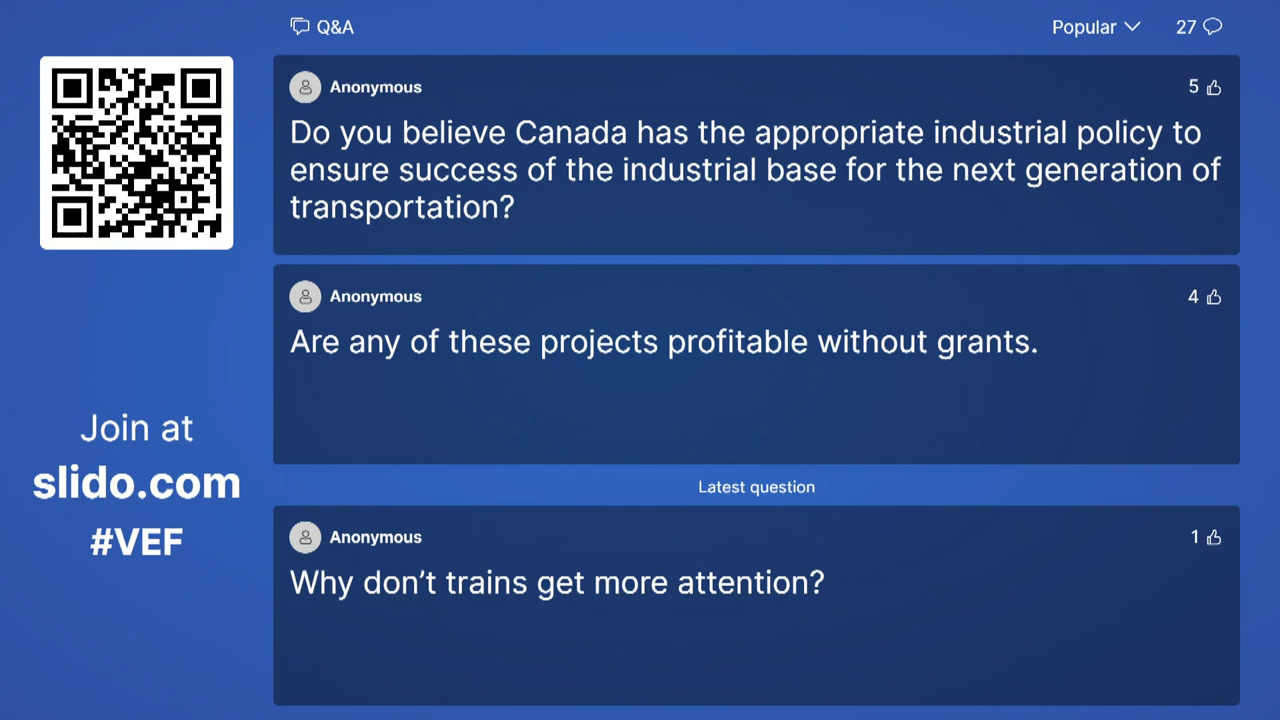 Q&A
Popular
27
Anonymous
5
Do you believe Canada has the appropriate industrial policy to
ensure success of the industrial base for the next generation of
transportation?
Anonymous
4
Are any of these projects profitable without grants.
Join at
slido.com
#VEF
Latest question
Anonymous
1
Why don’t trains get more attention?